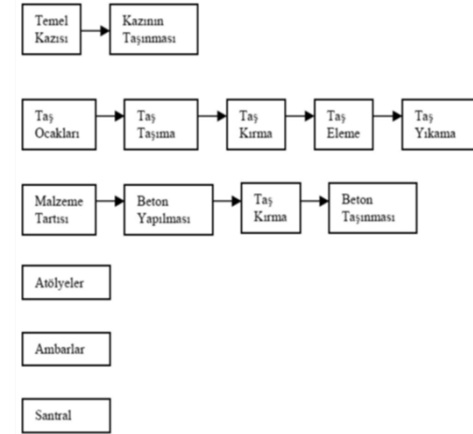 Temel
Kazısı
Kazının
Taşınması
Taş
Ocakları
Taş
Taşıma
Taş
Kırma
Taş
Eleme
Taş
Yıkama
Malzeme
Tartısı
Beton
Yapılması
Taş
Kırma
Beton
Taşınması
Atölyeler
Ambarlar
Santral